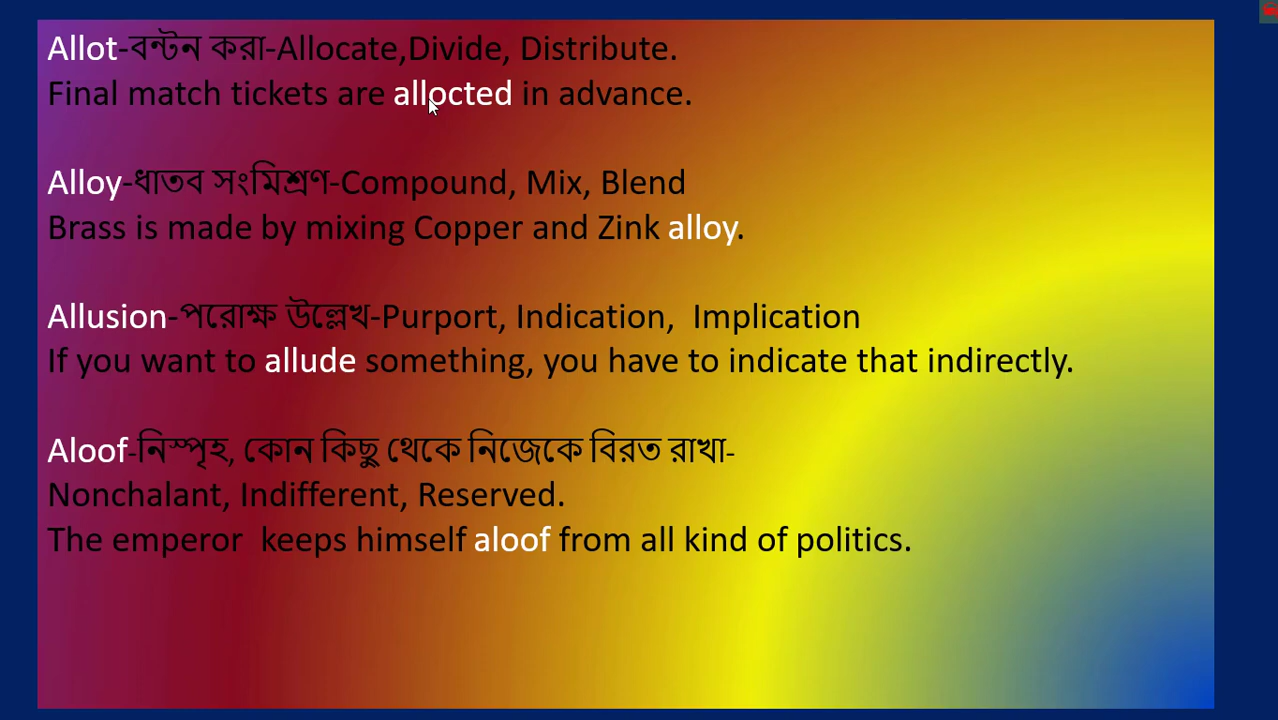 Allot-বন্টন করা-Allocate,Divide, Distribute.
Final match tickets are allocted in advance.
Alloy-ধাতব সংমিশ্রণ-Compound, Mix, Blend
Brass is made by mixing Copper and Zink alloy.
Allusion-পরোক্ষ উল্লেখ-Purport, Indication, Implication
If you want to allude something, you have to indicate that indirectly.
Aloof-নিস্পৃহ, কোন কিছু থেকে নিজেকে বিরত রাখা-
Nonchalant, Indifferent, Reserved.
The emperor keeps himself aloof from all kind of politics.